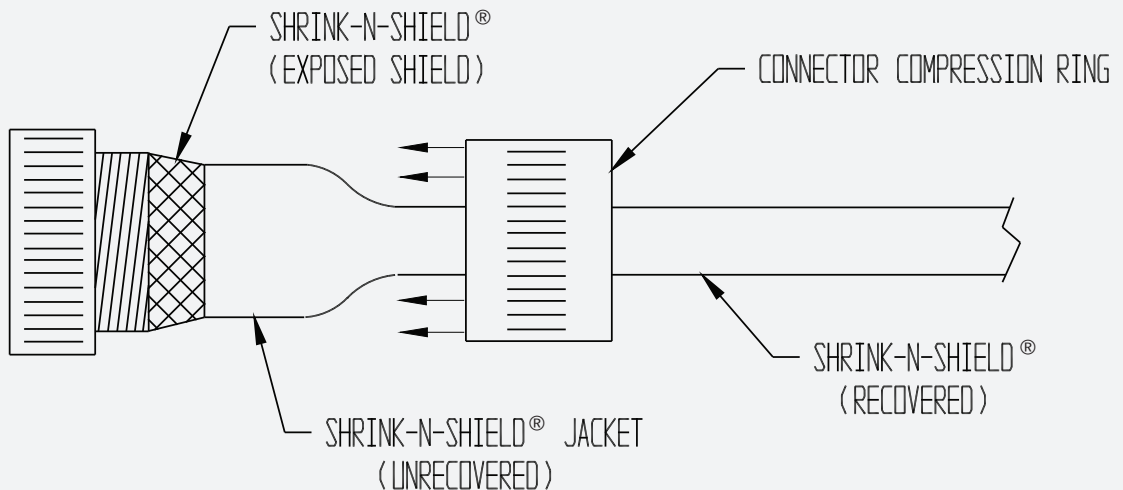 SHRINK-N-SHIELD®
(EXPOSED SHIELD)
CONNECTOR COMPRESSION RING
SHRINK-N-SHIELD®
(RECOVERED)
SHRINK-N-SHIELD® JACKET
(UNRECOVERED)